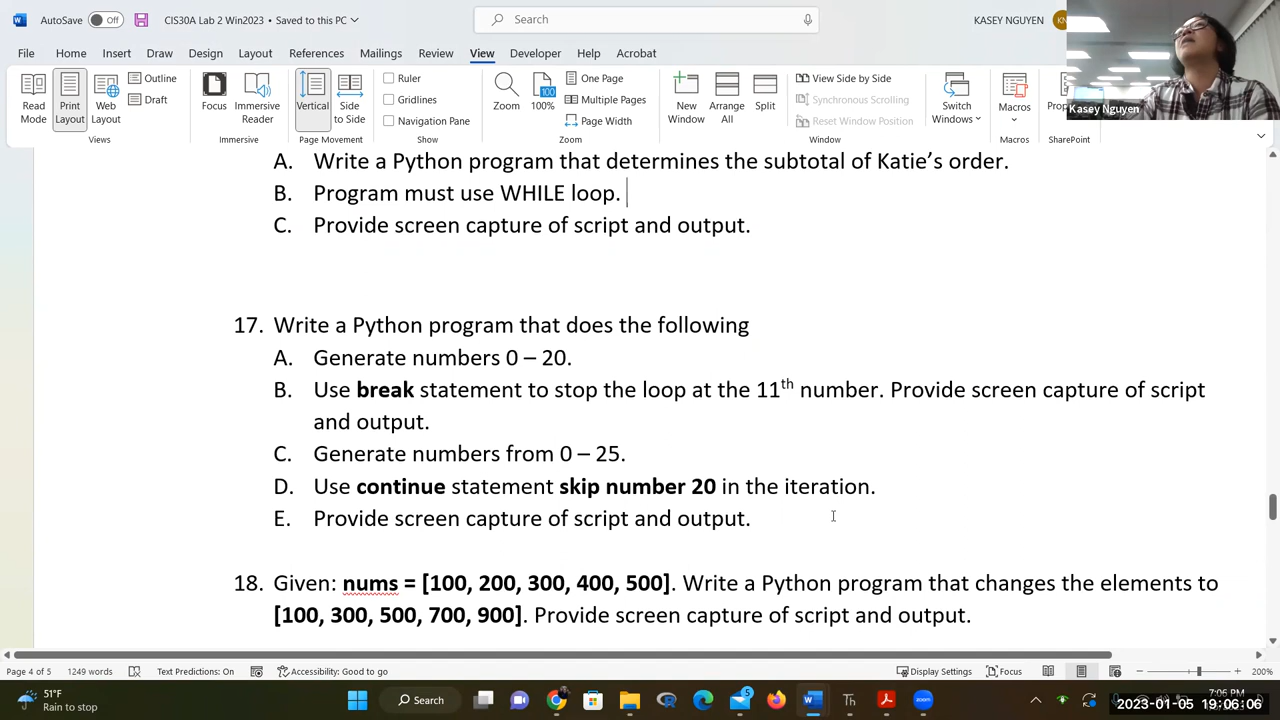 AutoSave Off CIS30A Lab 2 Win2023 • Saved to this PC Search KASEY NGUYEN
File Home Insert Draw Design Layout References Mailings Review View Developer Help Acrobat
Read Mode Print Layout Web Layout Outline Draft Views
Focus Immersive Reader Immersive
Vertical Side to Side Page Movement
Ruler Gridlines Navigation Pane Show
Zoom 100 100% One Page Multiple Pages Page Width Zoom
New Window Arrange All Split View Side by Side Synchronous Scrolling Reset Window Position Switch Windows Window
Macros Macros
SharePoint
Kasey Nguyen
A. Write a Python program that determines the subtotal of Katie’s order.
B. Program must use WHILE loop.
C. Provide screen capture of script and output.
17. Write a Python program that does the following
A. Generate numbers 0 – 20.
B. Use break statement to stop the loop at the 11th number. Provide screen capture of script
and output.
C. Generate numbers from 0 – 25.
D. Use continue statement skip number 20 in the iteration.
E. Provide screen capture of script and output.
18. Given: nums = [100, 200, 300, 400, 500]. Write a Python program that changes the elements to
[100, 300, 500, 700, 900]. Provide screen capture of script and output.
Page 4 of 5 1249 words Text Predictions: On Accessibility: Good to go Display Settings Focus 200%
51°F
Rain to stop
Search
5
zoom
7:06 PM
2023-01-05 19:06:06